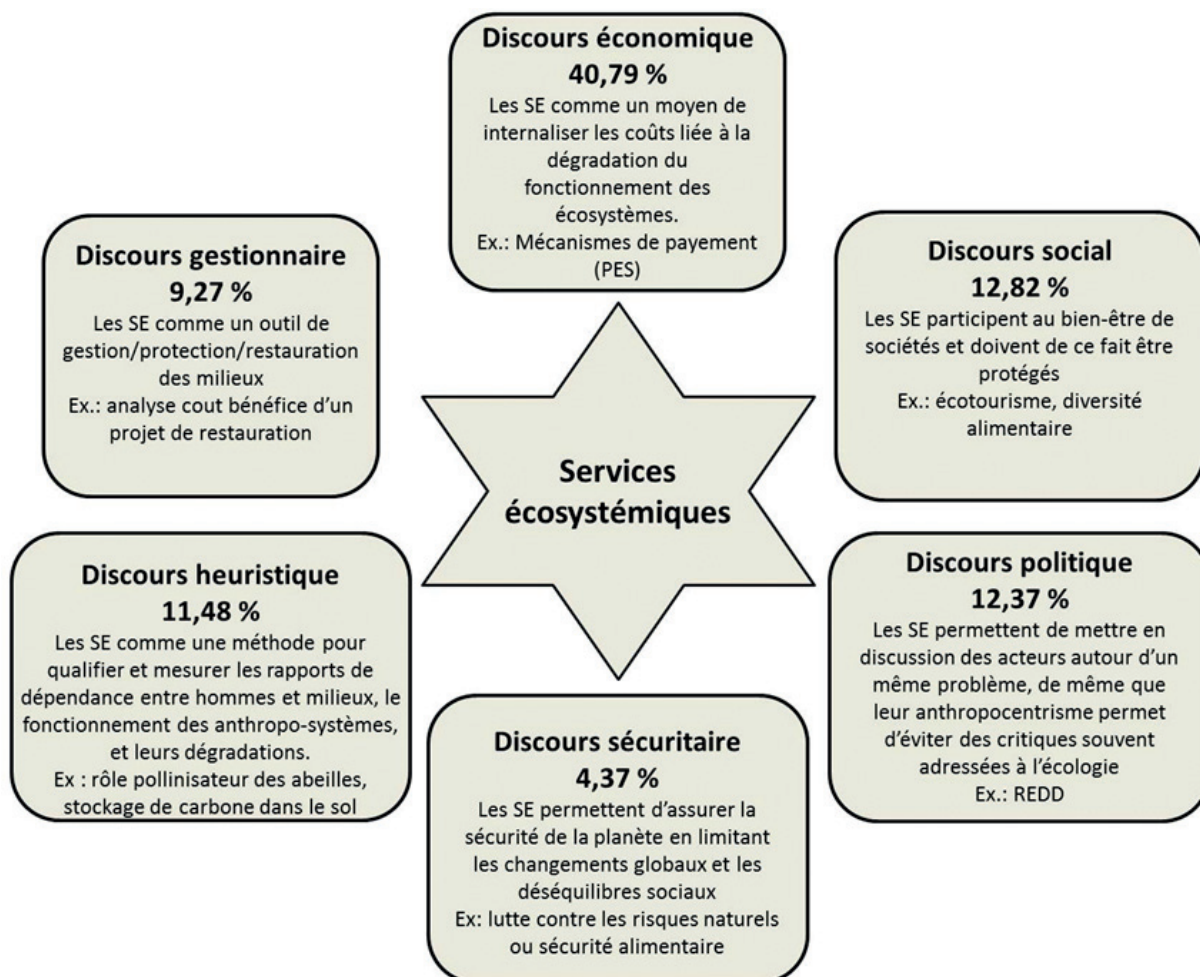 Discours économique
40,79 %
Les SE comme un moyen de
internaliser les coûts liée à la
dégradation du
fonctionnement des
écosystèmes.
Ex.: Mécanismes de payement
(PES)
Discours gestionnaire
9,27 %
Les SE comme un outil de
gestion/protection/restauration
des milieux
Ex.: analyse cout bénéfice d'un
projet de restauration
Discours social
12,82 %
Les SE participent au bien-être de
sociétés et doivent de ce fait être
protégés
Ex.: écotourisme, diversité
alimentaire
Services
écosystémiques
Discours heuristique
11,48 %
Les SE comme une méthode pour
qualifier et mesurer les rapports de
dépendance entre hommes et milieux, le
fonctionnement des anthropo-systèmes,
et leurs dégradations.
Ex : rôle pollinisateur des abeilles,
stockage de carbone dans le sol
Discours politique
12,37 %
Les SE permettent de mettre en
discussion des acteurs autour d'un
même problème, de même que
leur anthropocentrisme permet
d'éviter des critiques souvent
adressées à l'écologie
Ex.: REDD
Discours sécuritaire
4,37 %
Les SE permettent d'assurer la
sécurité de la planète en limitant
les changements globaux et les
déséquilibres sociaux
Ex: lutte contre les risques naturels
ou sécurité alimentaire